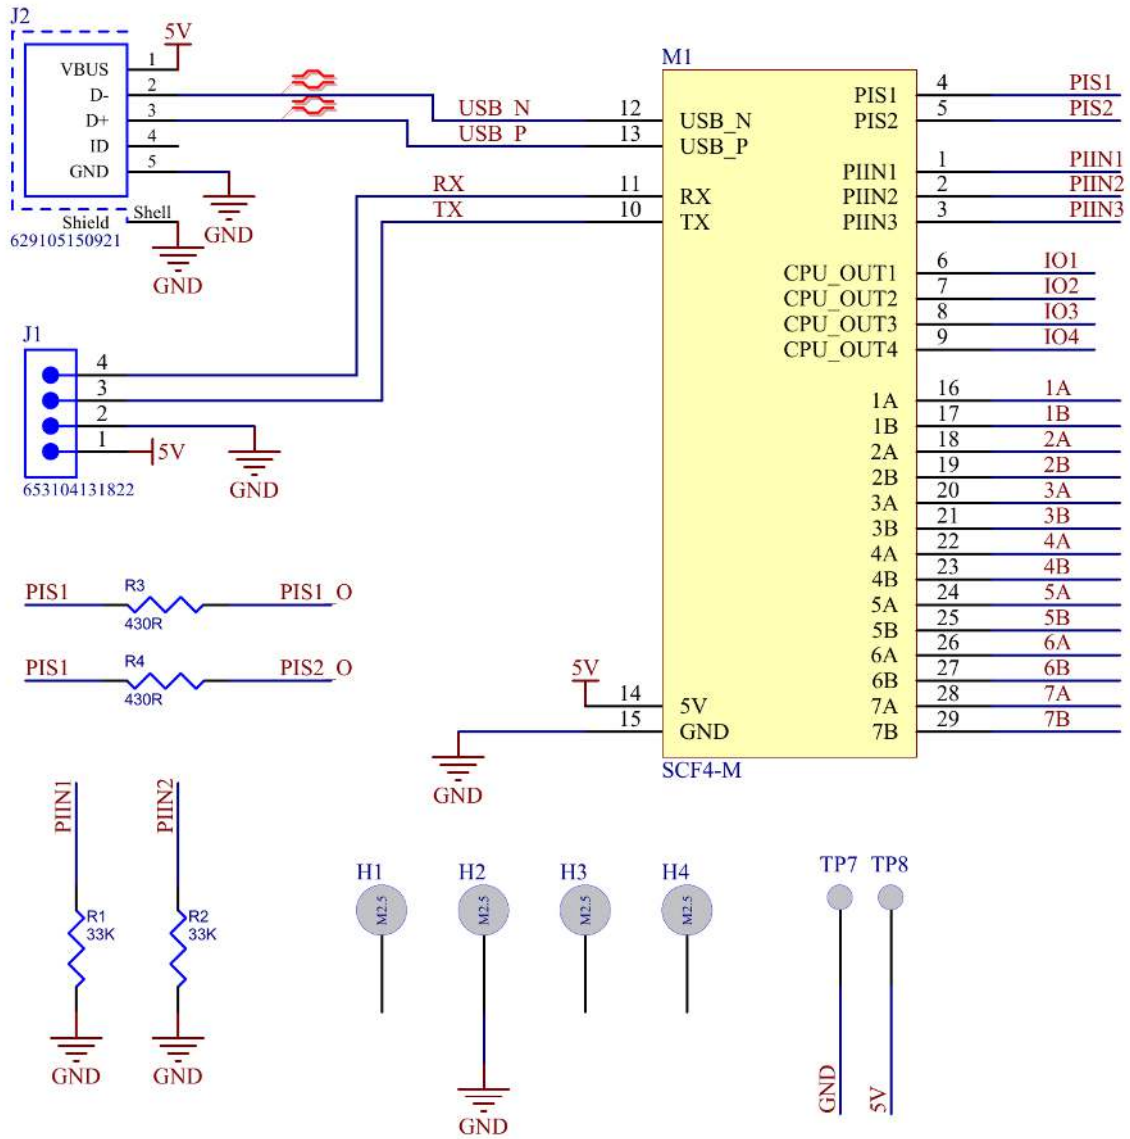 J2
5V
VBUS 1
D- 2
D+ 3
ID 4
GND 5
Shield Shell
629105150921
GND
GND
USB_N
USB_P
RX
TX
J1
4
3
2
1
5V
GND
653104131822
M1
12 USB_N
13 USB_P
11 RX
10 TX
5V
14 5V
15 GND
GND
SCF4-M
PIS1 4 PIS1
PIS2 5 PIS2
PIIN1 1 PIIN1
PIIN2 2 PIIN2
PIIN3 3 PIIN3
CPU_OUT1 6 IO1
CPU_OUT2 7 IO2
CPU_OUT3 8 IO3
CPU_OUT4 9 IO4
1A 16 1A
1B 17 1B
2A 18 2A
2B 19 2B
3A 20 3A
3B 21 3B
4A 22 4A
4B 23 4B
5A 24 5A
5B 25 5B
6A 26 6A
6B 27 6B
7A 28 7A
7B 29 7B
PIS1 R3 PIS1_O
430R
PIS1 R4 PIS2_O
430R
PIIN1
R1
33K
GND
PIIN2
R2
33K
GND
H1
M2.5
H2
M2.5
GND
H3
M2.5
H4
M2.5
TP7
GND
TP8
5V